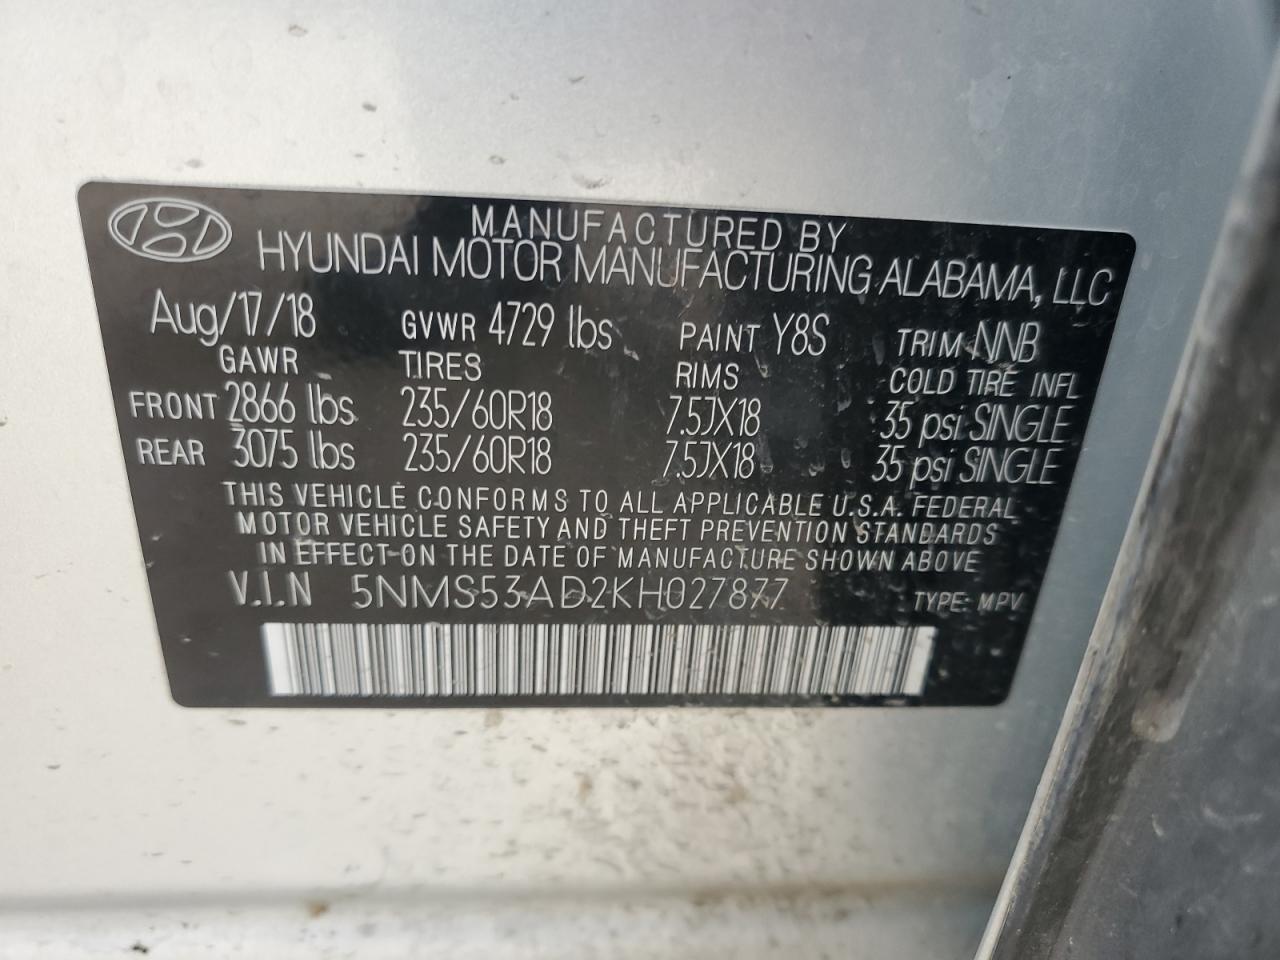 MANUFACTURED BY
HYUNDAI MOTOR MANUFACTURING ALABAMA, LLC
Aug/17/18 GVWR 4729 lbs PAINT Y8S TRIM NNB
GAWR TIRES RIMS COLD TIRE INFL
FRONT 2866 lbs 235/60R18 7.5JX18 35 psi SINGLE
REAR 3075 lbs 235/60R18 7.5JX18 35 psi SINGLE
THIS VEHICLE CONFORMS TO ALL APPLICABLE U.S.A. FEDERAL
MOTOR VEHICLE SAFETY AND THEFT PREVENTION STANDARDS
IN EFFECT ON THE DATE OF MANUFACTURE SHOWN ABOVE
V.I.N 5NMS53AD2KH027877 TYPE: MPV